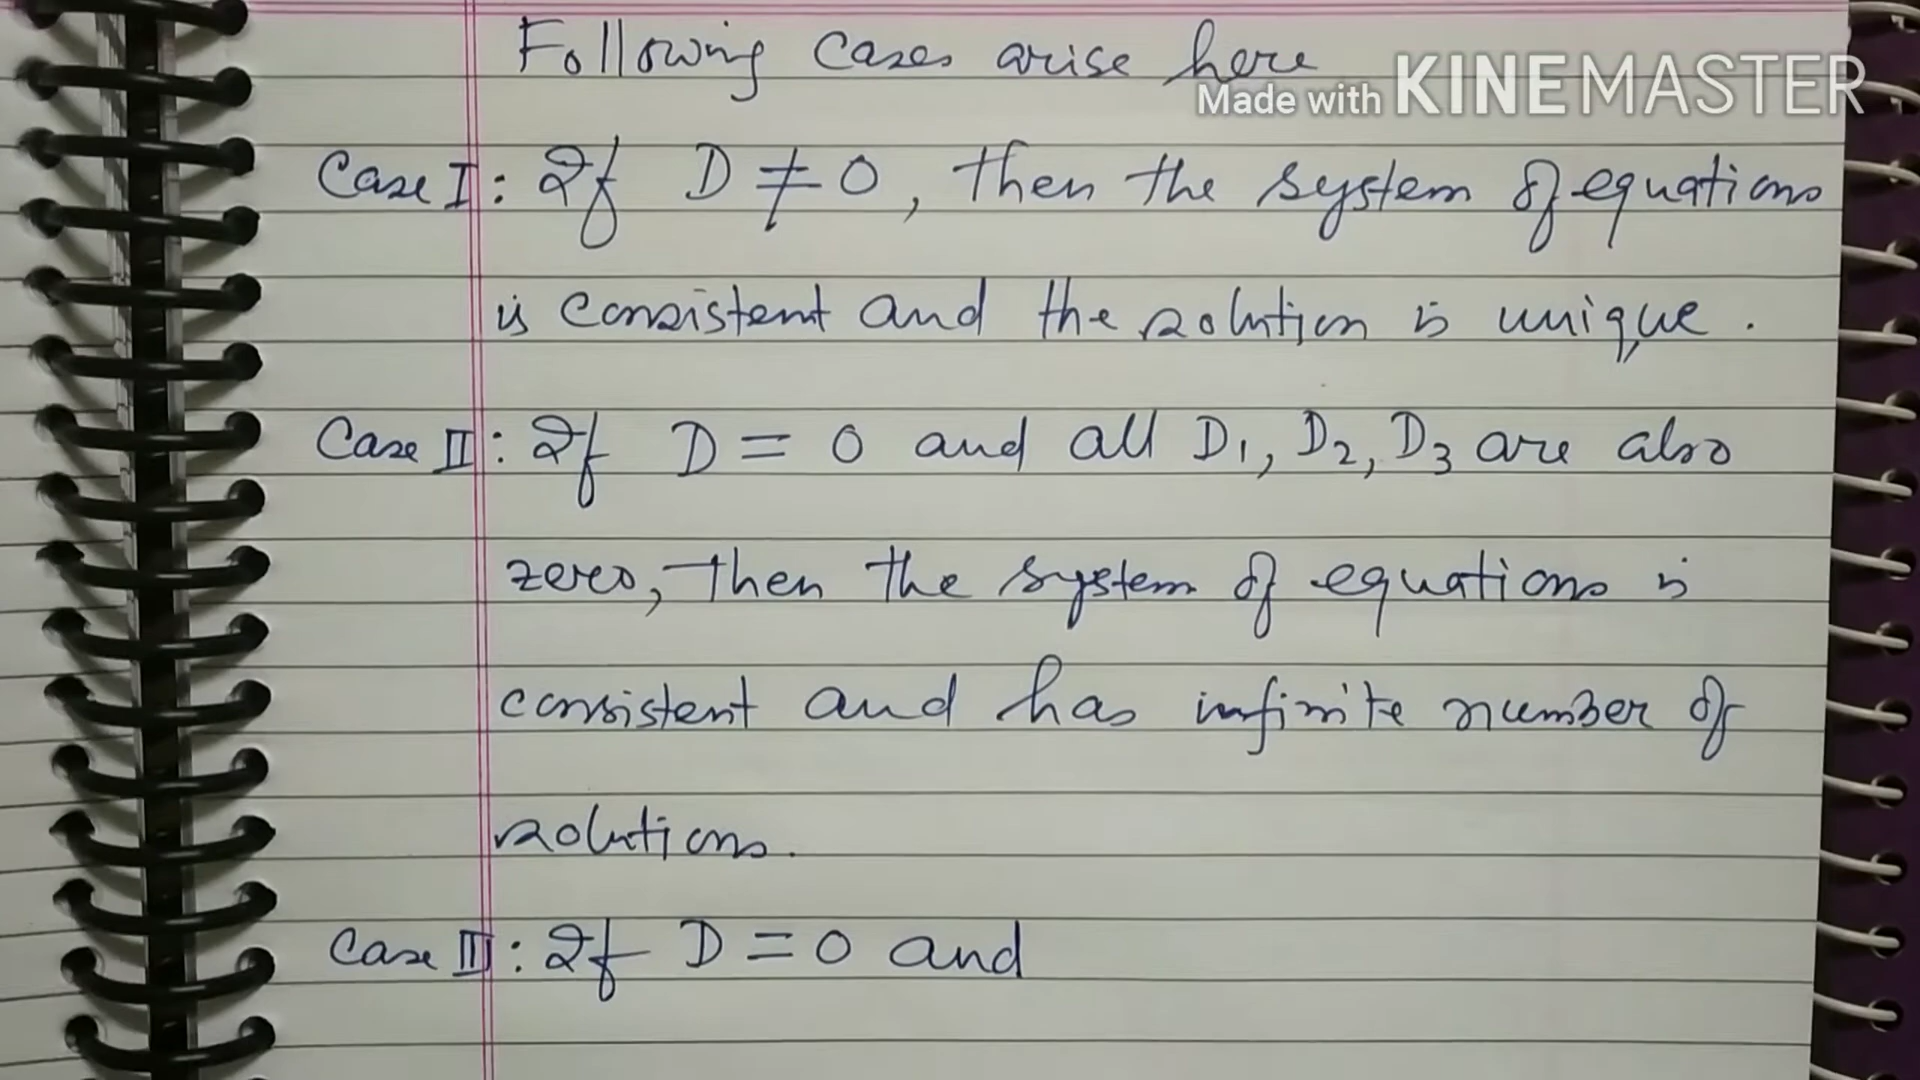 Following cases arise here
Made with KINEMASTER
Case I : If D ≠ 0, then the system of equations
is consistent and the solution is unique.
Case II : If D = 0 and all D₁, D₂, D₃ are also
zero, then the system of equations is
consistent and has infinite number of
solutions.
Case III : If D = 0 and